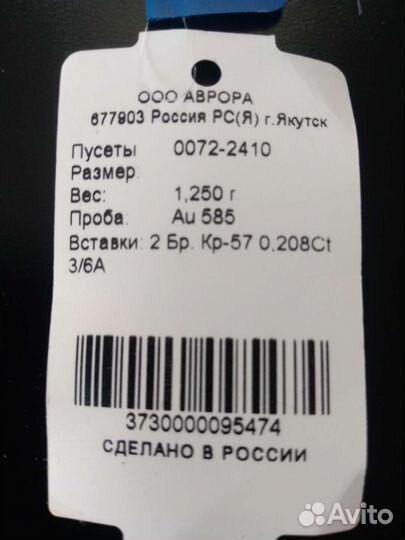 ООО АВРОРА
677903 Россия РС(Я) г.Якутск
Пусеты 0072-2410
Размер:
Вес: 1,250 г
Проба: Au 585
Вставки: 2 Бр. Кр-57 0,208Ct
3/6А
3730000095474
СДЕЛАНО В РОССИИ
Avito